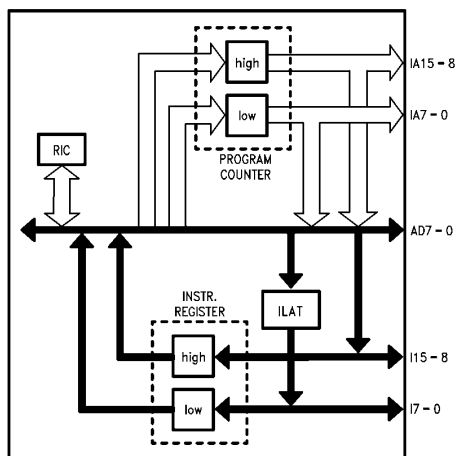 high
IA15-8
low
IA7-0
RIC
PROGRAM
COUNTER
AD7-0
INSTR.
REGISTER
ILAT
high
I15-8
low
I7-0